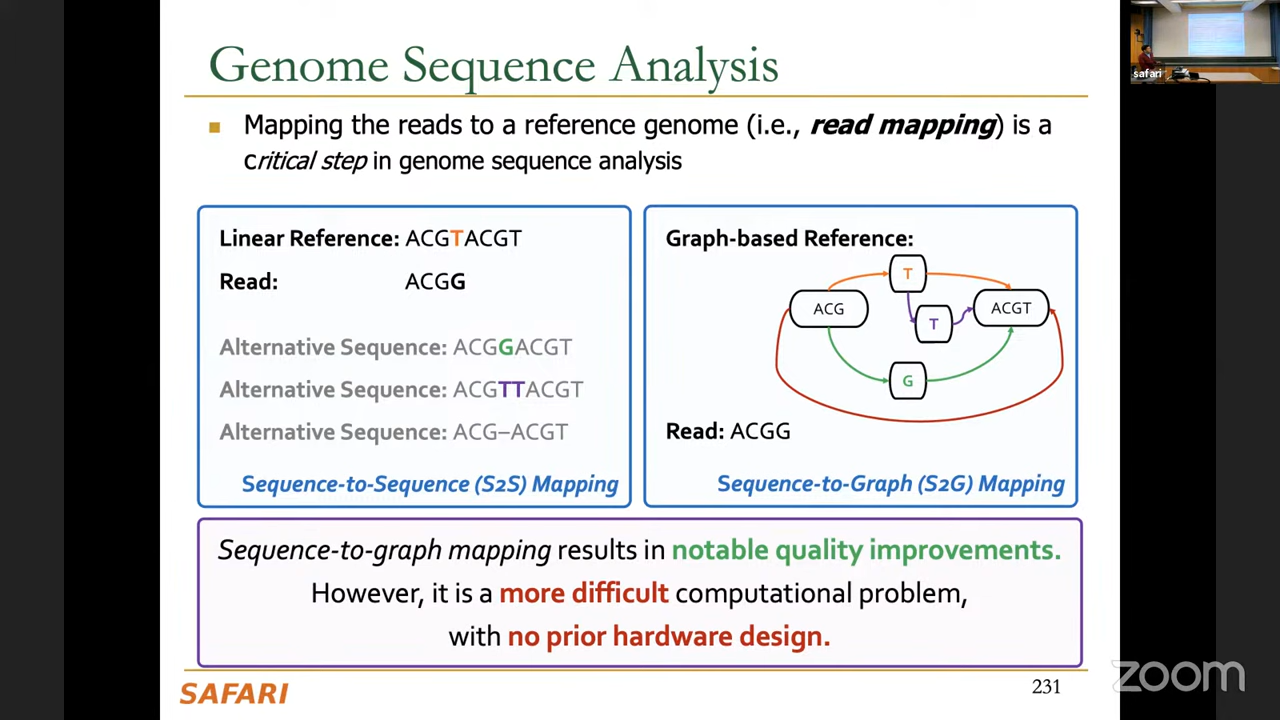 Genome Sequence Analysis
Mapping the reads to a reference genome (i.e., read mapping) is a
critical step in genome sequence analysis
Linear Reference: ACGTACGT
Read: ACGG
Alternative Sequence: ACGGACGT
Alternative Sequence: ACGTTACGT
Alternative Sequence: ACG–ACGT
Sequence-to-Sequence (S2S) Mapping
Graph-based Reference:
T
ACG
T
ACGT
G
Read: ACGG
Sequence-to-Graph (S2G) Mapping
Sequence-to-graph mapping results in notable quality improvements.
However, it is a more difficult computational problem,
with no prior hardware design.
SAFARI
231
zoom
safari